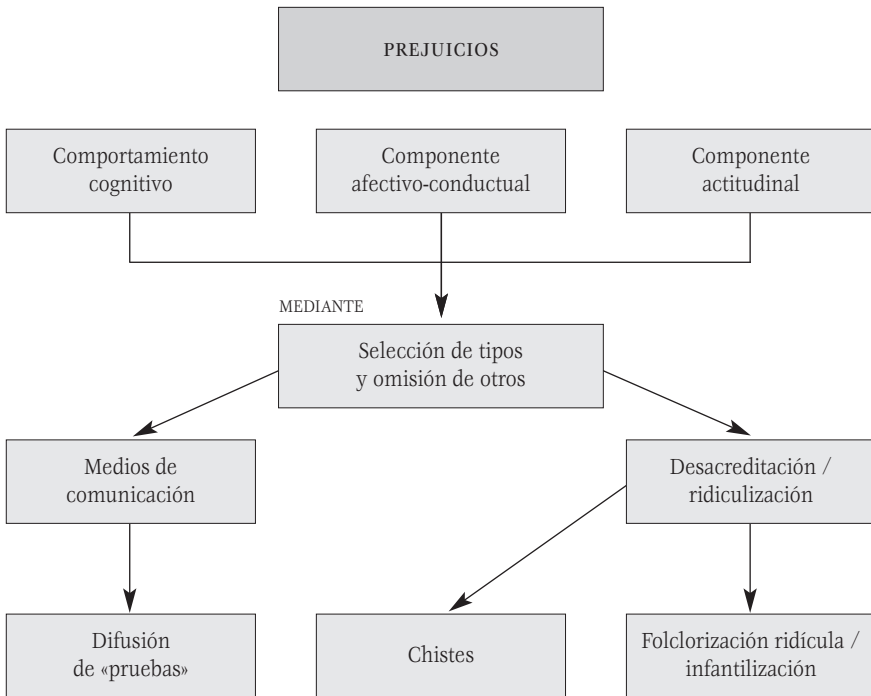 PREJUICIOS
Comportamiento
cognitivo
Componente
afectivo-conductual
Componente
actitudinal
MEDIANTE
Selección de tipos
y omisión de otros
Medios de
comunicación
Desacreditación /
ridiculización
Difusión
de «pruebas»
Chistes
Folclorización ridícula /
infantilización